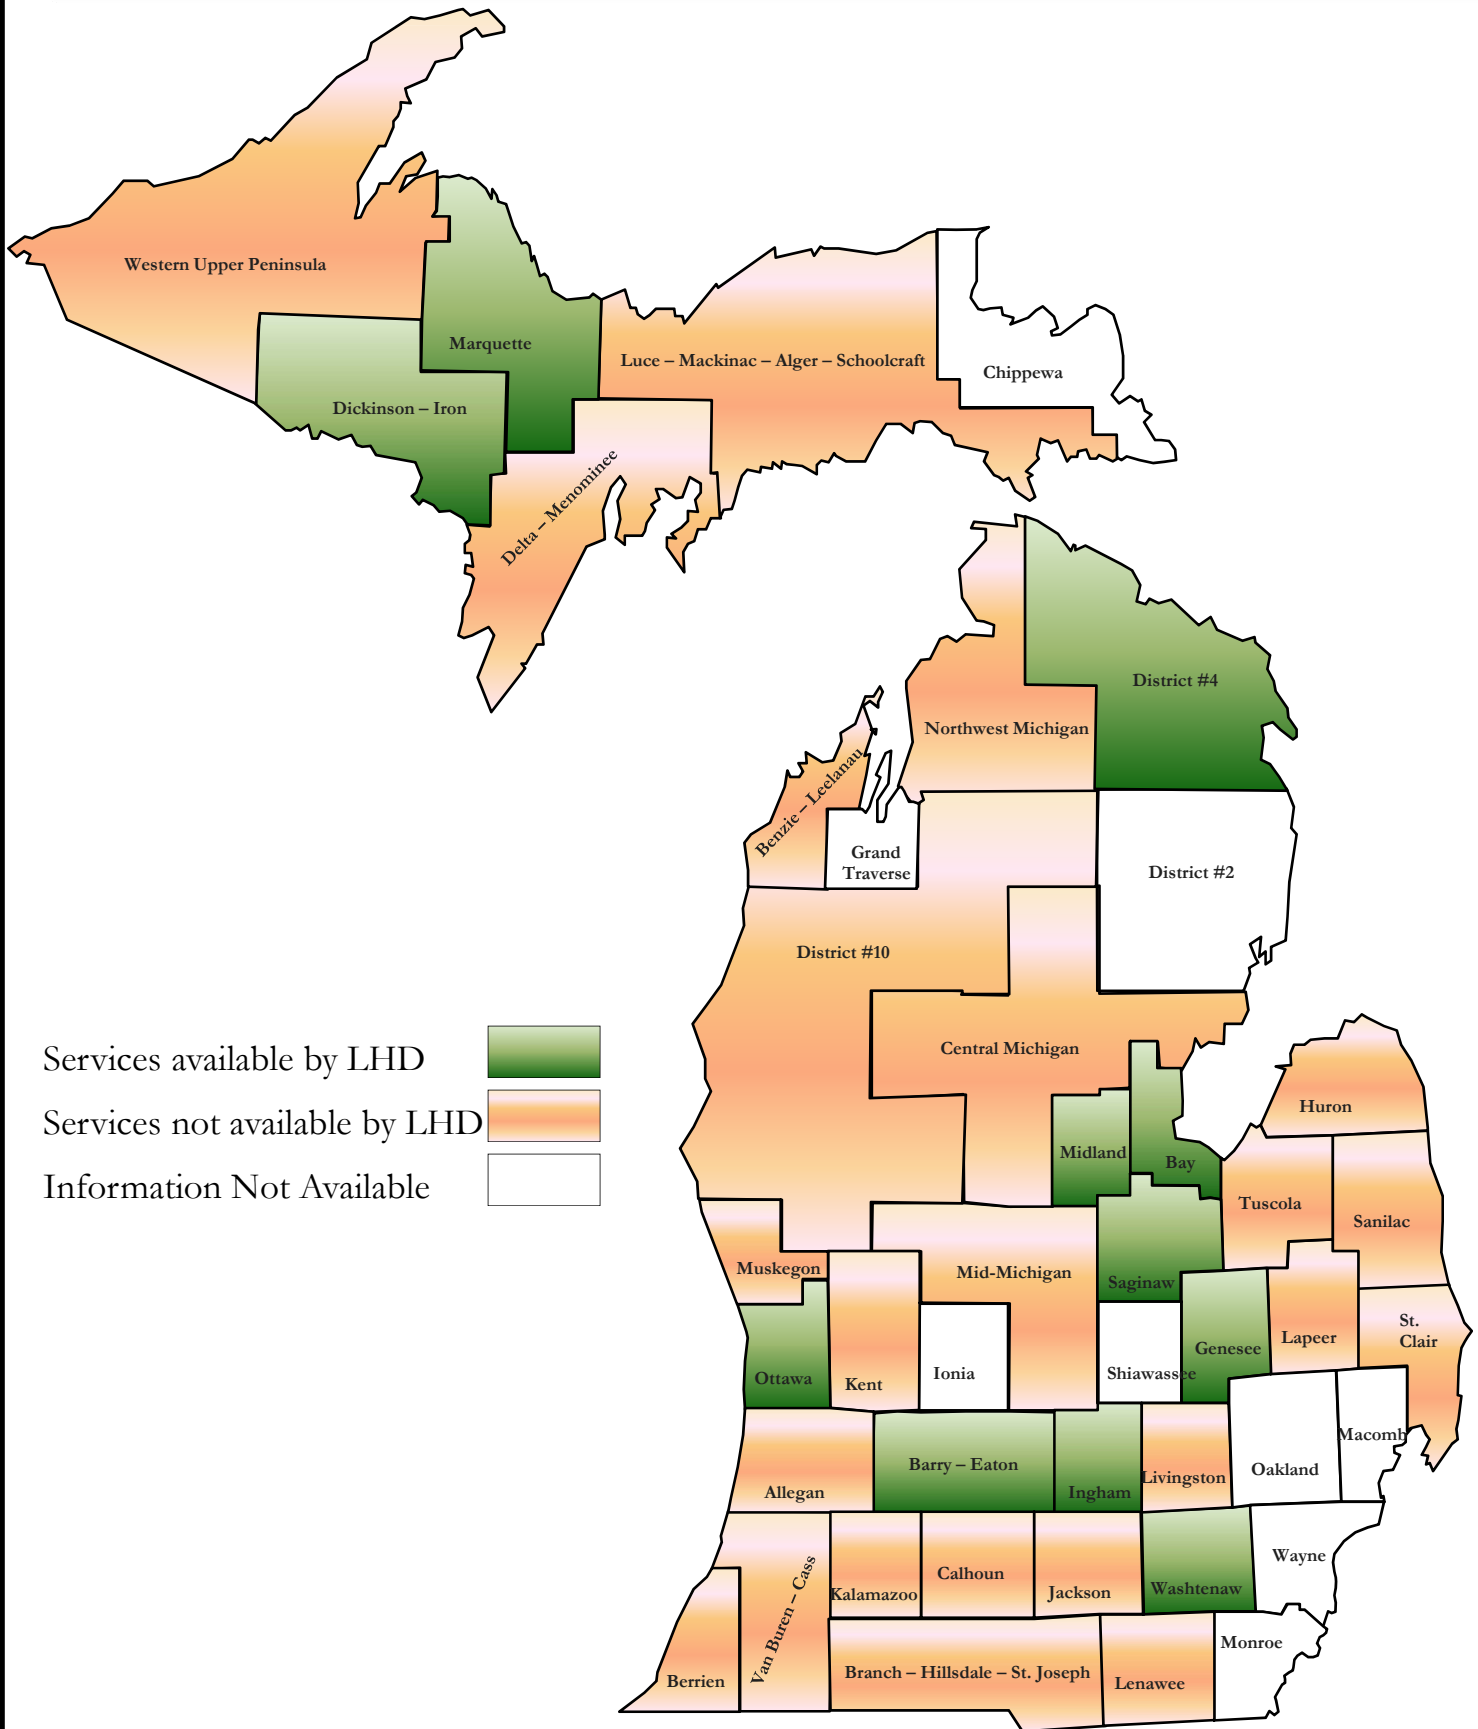 Western Upper Peninsula
Marquette
Luce – Mackinac – Alger – Schoolcraft
Chippewa
Dickinson – Iron
Delta – Menominee
District #4
Northwest Michigan
Benzie – Leelanau
Grand
Traverse
District #2
District #10
Central Michigan
Services available by LHD
Services not available by LHD
Information Not Available
Huron
Midland
Bay
Tuscola
Sanilac
Muskegon
Mid-Michigan
Saginaw
St.
Clair
Lapeer
Genesee
Ottawa
Kent
Ionia
Shiawassee
Macomb
Oakland
Barry – Eaton
Allegan
Ingham
Livingston
Wayne
Calhoun
Kalamazoo
Jackson
Washtenaw
Van Buren – Cass
Monroe
Berrien
Branch – Hillsdale – St. Joseph
Lenawee